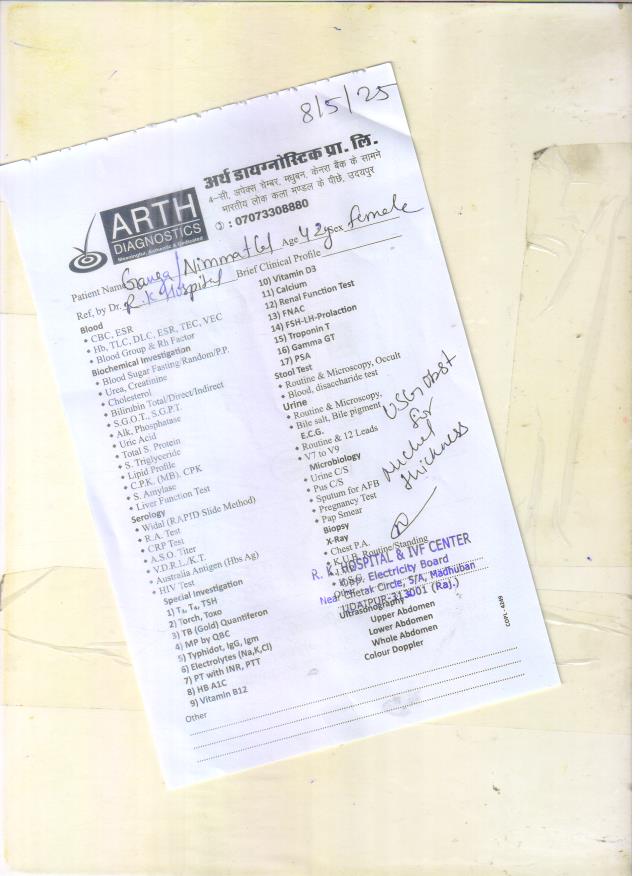 8/5/25
अर्थ डायग्नोस्टिक प्रा. लि.
4-सी, अपेक्स चेम्बर, मधुबन, केनरा बैंक के सामने
भारतीय लोक कला मण्डल के पीछे, उदयपुर
: 07073308880
ARTH
DIAGNOSTICS
Meaningful, Authentic & Dedicated
Patient Name Ganga/Nimmatlal Age 42y Sex female
Ref, by Dr. R.K Hospital Brief Clinical Profile
Blood
• CBC, ESR
• Hb, TLC, DLC, ESR, TEC, VEC
• Blood Group & Rh Factor
Biochemical Investigation
• Blood Sugar Fasting/Random/P.P.
• Urea, Creatinine
• Cholesterol
• Bilirubin Total/Direct/Indirect
• S.G.O.T., S.G.P.T.
• Alk. Phosphatase
• Uric Acid
• Total S. Protein
• S. Triglyceride
• Lipid Profile
• C.P.K. (MB), CPK
• S. Amylase
• Liver Function Test
Serology
• Widal (RAPID Slide Method)
• R.A. Test
• CRP Test
• A.S.O. Titer
• V.D.R.L./K.T.
• Australia Antigen (Hbs Ag)
• HIV Test
Special Investigation
1) T₃, T₄, TSH
2) Torch, Toxo
3) TB (Gold) Quantiferon
4) MP by QBC
5) Typhidot, IgG, Igm
6) Electrolytes (Na,K,Cl)
7) PT with INR, PTT
8) HB A1C
9) Vitamin B12
10) Vitamin D3
11) Calcium
12) Renal Function Test
13) FNAC
14) FSH-LH-Prolaction
15) Troponin T
16) Gamma GT
17) PSA
Stool Test
• Routine & Microscopy, Occult
• Blood, disaccharide test
Urine
• Routine & Microscopy,
• Bile salt, Bile pigment
E.C.G.
• Routine & 12 Leads
• V7 to V9
Microbiology
• Urine C/S
• Pus C/S
• Sputum for AFB
• Pregnancy Test
• Pap Smear
Biopsy
X-Ray
• Chest P.A.
• K.U.B. Routine/Standing
Ultrasonography
Upper Abdomen
Lower Abdomen
Whole Abdomen
Colour Doppler
USG obst
for
nuchal
thickness
R. K. HOSPITAL & IVF CENTER
Opp. Electricity Board
Near Chetak Circle, 5/A, Madhuban
UDAIPUR-313001 (Raj.)
Other